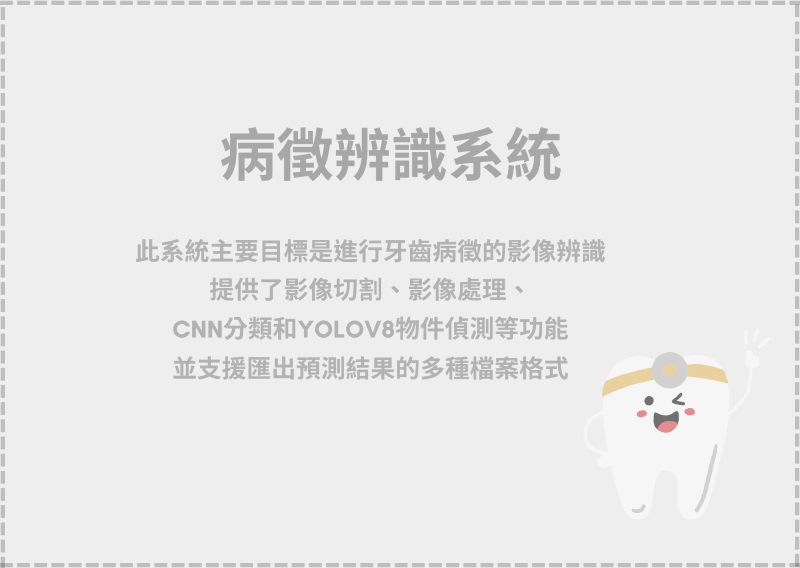 病徵辨識系統
此系統主要目標是進行牙齒病徵的影像辨識
提供了影像切割、影像處理、
CNN分類和YOLOV8物件偵測等功能
並支援匯出預測結果的多種檔案格式